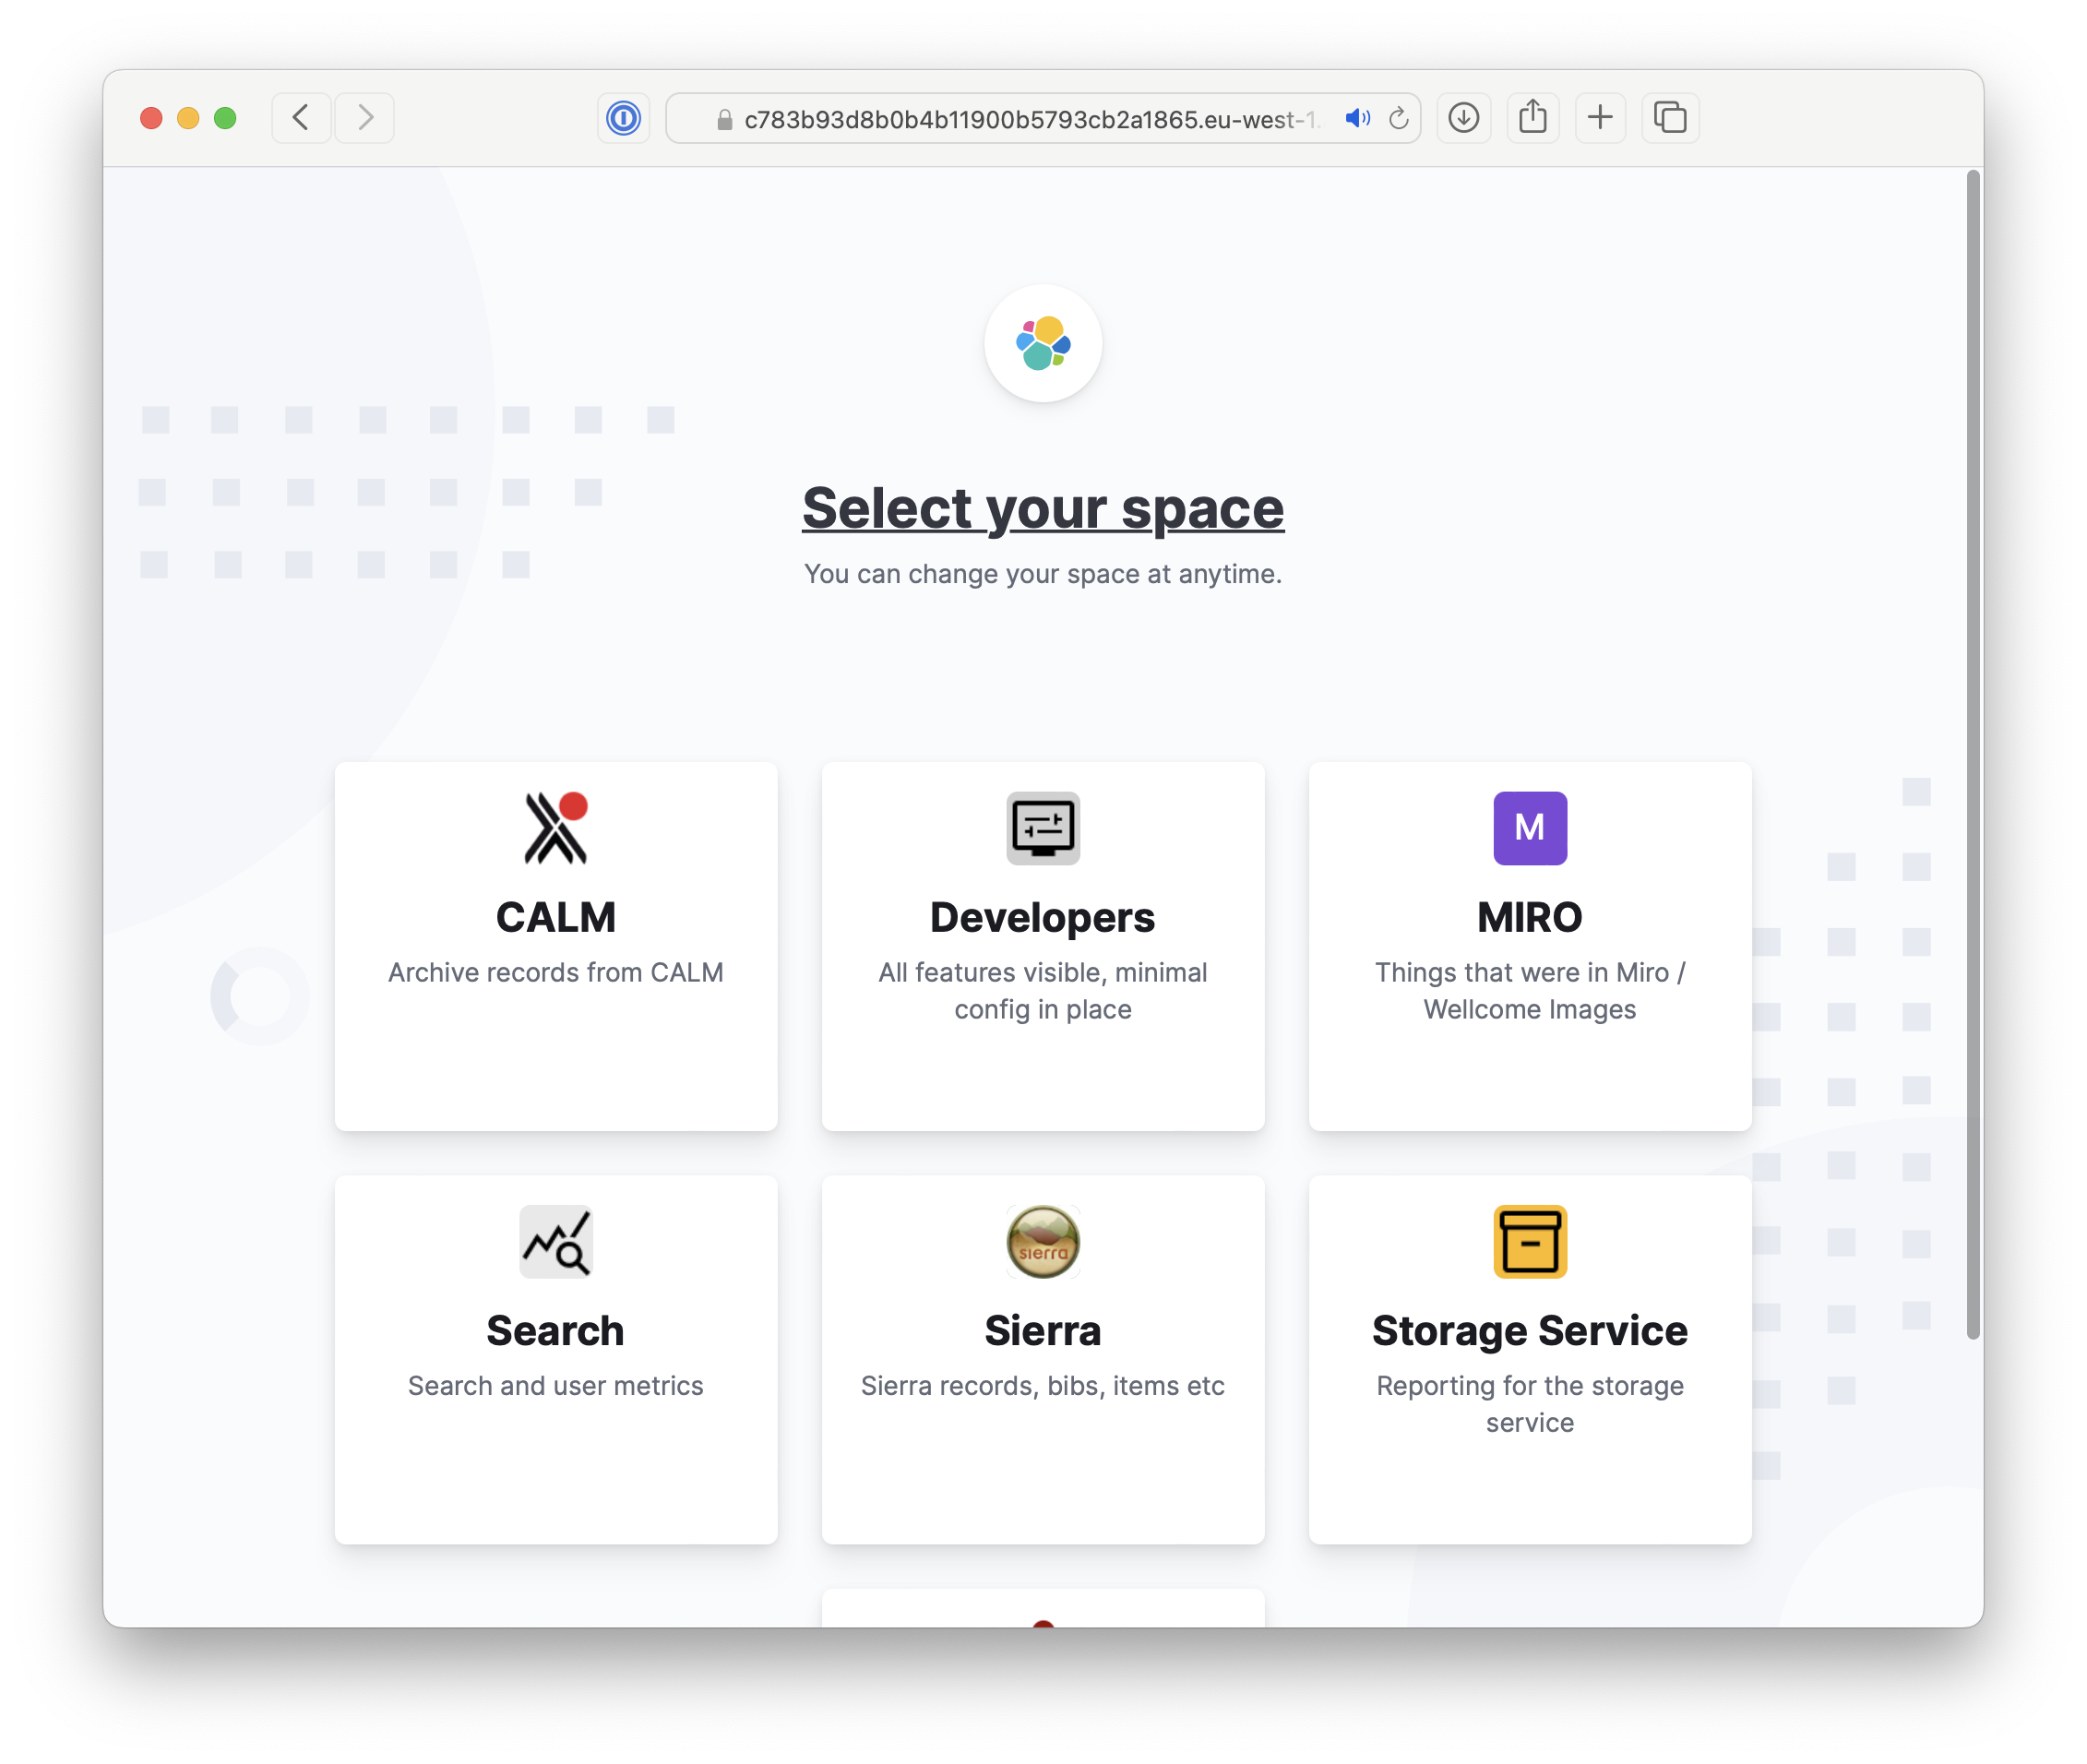 c783b93d8b0b4b11900b5793cb2a1865.eu-west-1.
Select your space
You can change your space at anytime.
CALM
Archive records from CALM
Developers
All features visible, minimal
config in place
M
MIRO
Things that were in Miro /
Wellcome Images
Search
Search and user metrics
sierra
Sierra
Sierra records, bibs, items etc
Storage Service
Reporting for the storage
service